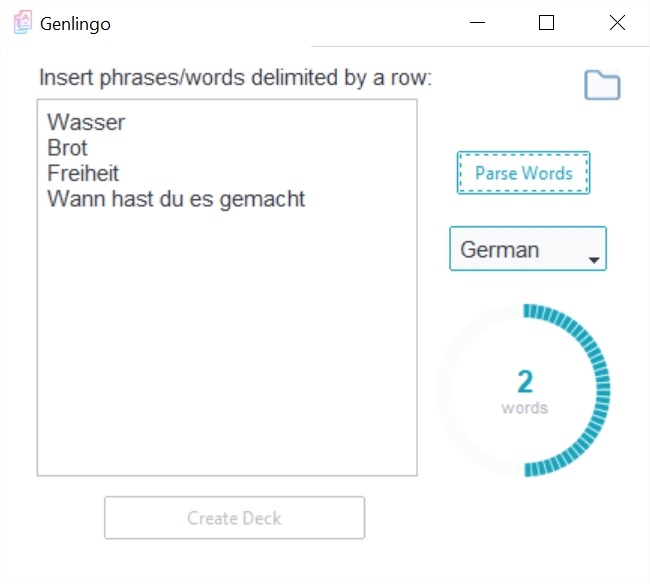 Genlingo
Insert phrases/words delimited by a row:
Wasser
Brot
Freiheit
Wann hast du es gemacht
Parse Words
German
2
words
Create Deck